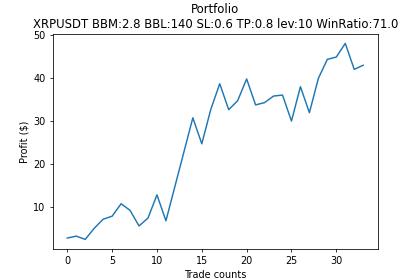 Portfolio
XRPUSDT BBM:2.8 BBL:140 SL:0.6 TP:0.8 lev:10 WinRatio:71.0
50
40
30
20
10
Profit ($)
0 5 10 15 20 25 30
Trade counts